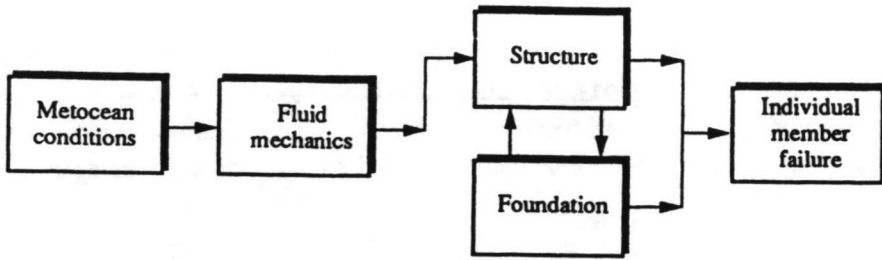 Metocean
conditions
Fluid
mechanics
Structure
Foundation
Individual
member
failure